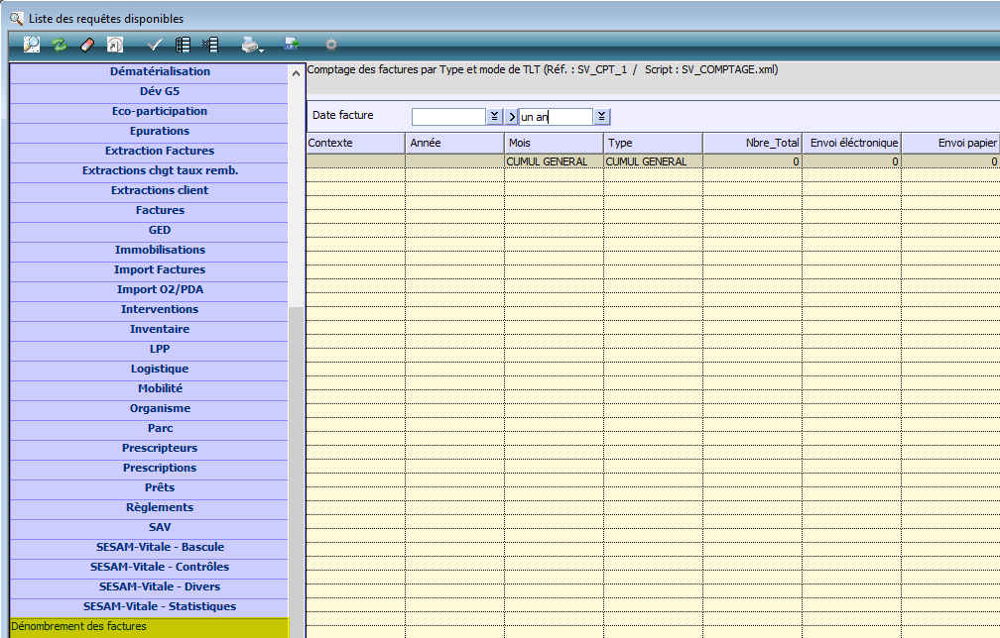 Liste des requêtes disponibles
Dématérialisation
Dév G5
Eco-participation
Epurations
Extraction Factures
Extractions chgt taux remb.
Extractions client
Factures
GED
Immobilisations
Import Factures
Import O2/PDA
Interventions
Inventaire
LPP
Logistique
Mobilité
Organisme
Parc
Prescripteurs
Prescriptions
Prêts
Règlements
SAV
SESAM-Vitale - Bascule
SESAM-Vitale - Contrôles
SESAM-Vitale - Divers
SESAM-Vitale - Statistiques
Dénombrement des factures
Comptage des factures par Type et mode de TLT (Réf. : SV_CPT_1 / Script : SV_COMPTAGE.xml)
Date facture > un an
Contexte Année Mois Type Nbre_Total Envoi éléctronique Envoi papier
CUMUL GENERAL CUMUL GENERAL 0 0 0